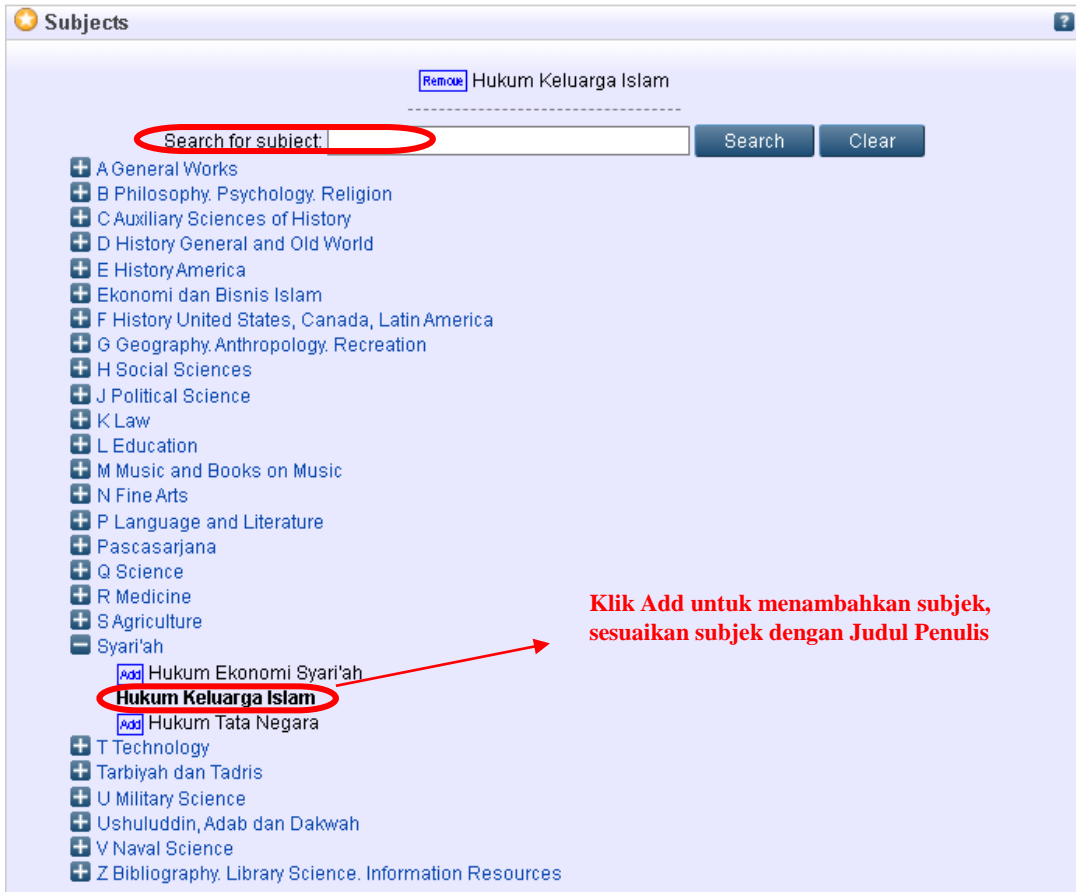 Subjects ?
Remove Hukum Keluarga Islam
Search for subject: Search Clear
A General Works
B Philosophy. Psychology. Religion
C Auxiliary Sciences of History
D History General and Old World
E History America
Ekonomi dan Bisnis Islam
F History United States, Canada, Latin America
G Geography. Anthropology. Recreation
H Social Sciences
J Political Science
K Law
L Education
M Music and Books on Music
N Fine Arts
P Language and Literature
Pascasarjana
Q Science
R Medicine
S Agriculture
Syari'ah
Add Hukum Ekonomi Syari'ah
Hukum Keluarga Islam
Add Hukum Tata Negara
T Technology
Tarbiyah dan Tadris
U Military Science
Ushuluddin, Adab dan Dakwah
V Naval Science
Z Bibliography. Library Science. Information Resources
Klik Add untuk menambahkan subjek,
sesuaikan subjek dengan Judul Penulis